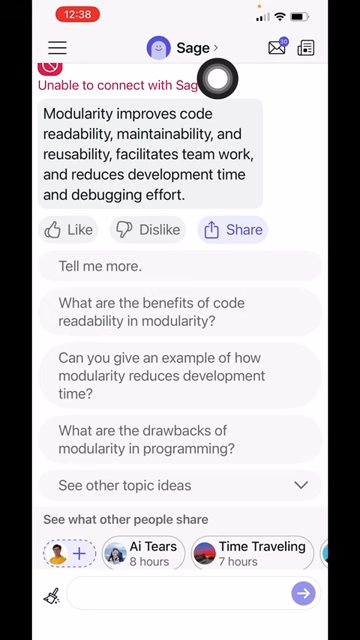 12:38
Sage
30
Unable to connect with Sag
Modularity improves code
readability, maintainability, and
reusability, facilitates team work,
and reduces development time
and debugging effort.
Like
Dislike
Share
Tell me more.
What are the benefits of code
readability in modularity?
Can you give an example of how
modularity reduces development
time?
What are the drawbacks of
modularity in programming?
See other topic ideas
See what other people share
Ai Tears
8 hours
Time Traveling
7 hours